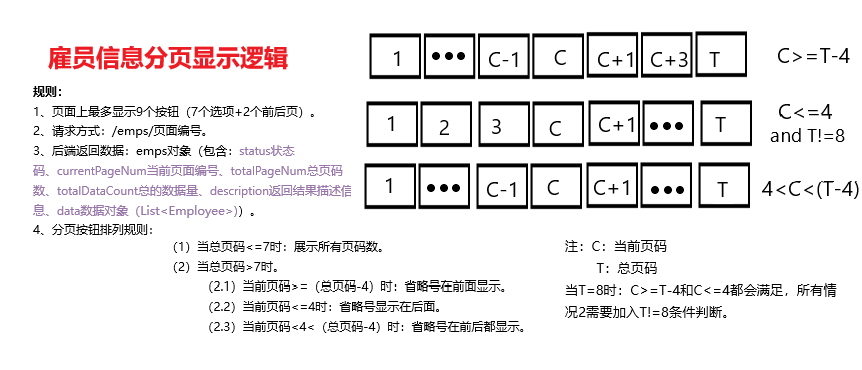 雇员信息分页显示逻辑
规则：
1、页面上最多显示9个按钮（7个选项+2个前后页）。
2、请求方式：/emps/页面编号。
3、后端返回数据：emps对象（包含：status状态
码、currentPageNum当前页面编号、totalPageNum总页码
数、totalDataCount总的数据量、description返回结果描述信
息、data数据对象（List<Employee>)）。
4、分页按钮排列规则：
（1）当总页码<=7时：展示所有页码数。
（2）当总页码>7时。
（2.1）当前页码>=（总页码-4）时：省略号在前面显示。
（2.2）当前页码<=4时：省略号显示在后面。
（2.3）当前页码<4<（总页码-4）时：省略号在前后都显示。
1 ●●● C-1 C C+1 C+3 T C>=T-4
1 2 3 C C+1 ●●● T C<=4
and T!=8
1 ●●● C-1 C C+1 ●●● T 4<C<(T-4)
注：C：当前页码
T：总页码
当T=8时：C>=T-4和C<=4都会满足，所有情
况2需要加入T!=8条件判断。